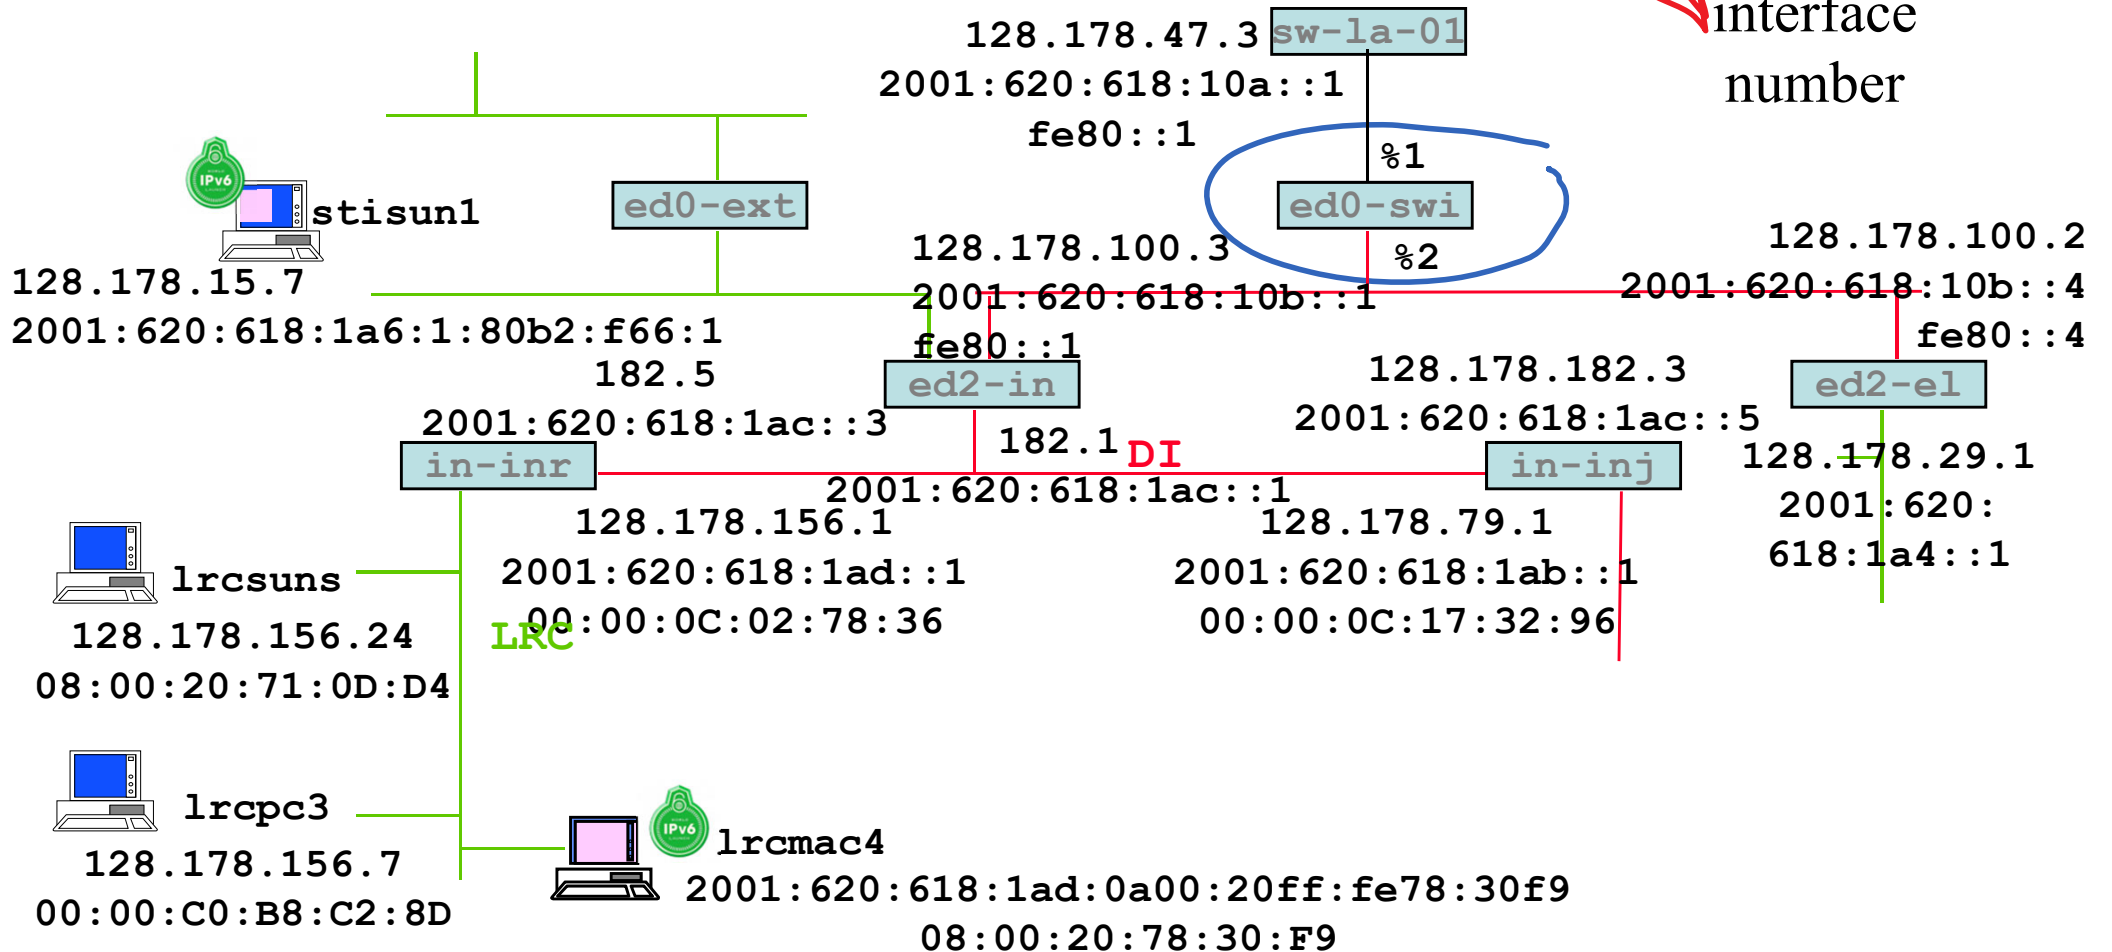 interface
number
128.178.47.3
sw-la-01
2001:620:618:10a::1
fe80::1
%1
IPv6
stisun1
ed0-ext
ed0-swi
%2
128.178.15.7
2001:620:618:1a6:1:80b2:f66:1
128.178.100.3
2001:620:618:10b::1
fe80::1
128.178.100.2
2001:620:618:10b::4
fe80::4
182.5
2001:620:618:1ac::3
ed2-in
128.178.182.3
2001:620:618:1ac::5
ed2-el
in-inr
182.1
DI
2001:620:618:1ac::1
in-inj
128.178.29.1
2001:620:
618:1a4::1
128.178.156.1
2001:620:618:1ad::1
00:00:0C:02:78:36
128.178.79.1
2001:620:618:1ab::1
00:00:0C:17:32:96
LRC
lrcsuns
128.178.156.24
08:00:20:71:0D:D4
lrcpc3
128.178.156.7
00:00:C0:B8:C2:8D
IPv6
lrcmac4
2001:620:618:1ad:0a00:20ff:fe78:30f9
08:00:20:78:30:F9